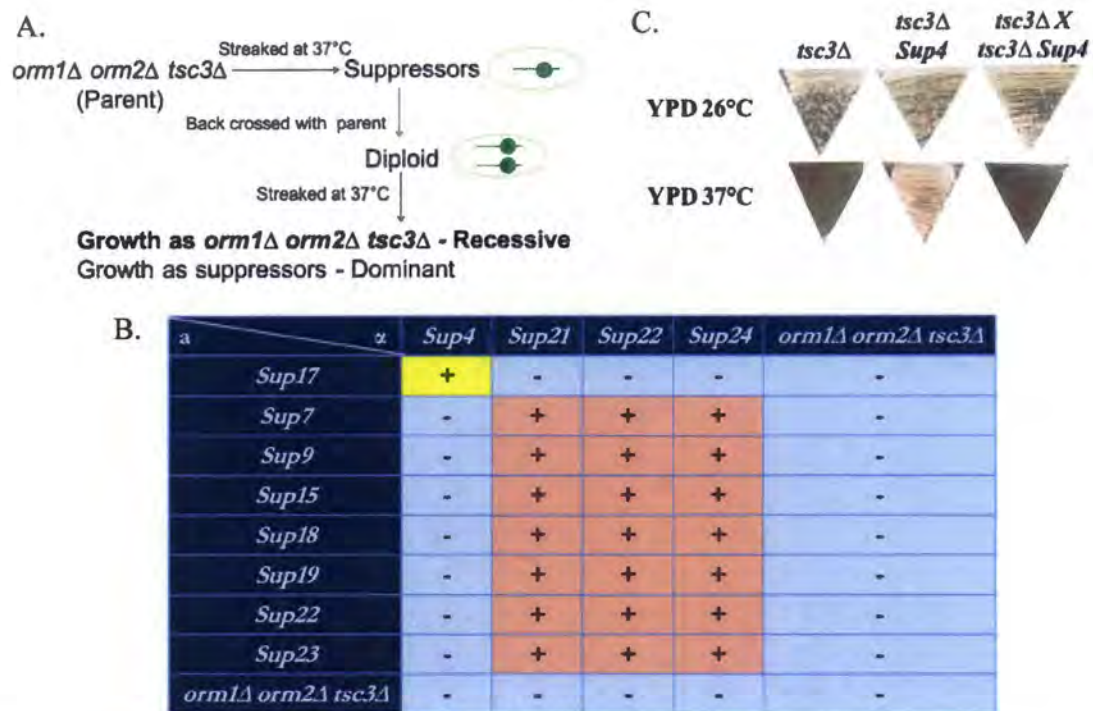 A.
orm1Δ orm2Δ tsc3Δ Streaked at 37°C Suppressors
(Parent)
Back crossed with parent
Diploid
Streaked at 37°C
Growth as orm1Δ orm2Δ tsc3Δ - Recessive
Growth as suppressors - Dominant
C.
tsc3Δ tsc3Δ Sup4 tsc3Δ X tsc3Δ Sup4
YPD 26°C
YPD 37°C
B.
a α Sup4 Sup21 Sup22 Sup24 orm1Δ orm2Δ tsc3Δ
Sup17 + - - - -
Sup7 - + + + -
Sup9 - + + + -
Sup15 - + + + -
Sup18 - + + + -
Sup19 - + + + -
Sup22 - + + + -
Sup23 - + + + -
orm1Δ orm2Δ tsc3Δ - - - - -